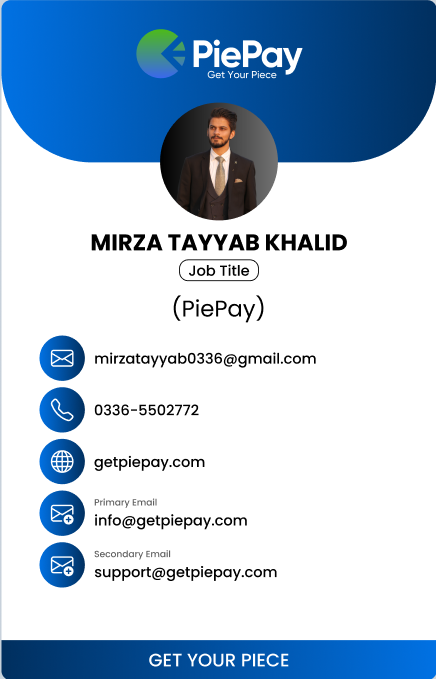 PiePay
Get Your Piece
MIRZA TAYYAB KHALID
Job Title
(PiePay)
mirzatayyab0336@gmail.com
0336-5502772
getpiepay.com
Primary Email
info@getpiepay.com
Secondary Email
support@getpiepay.com
GET YOUR PIECE